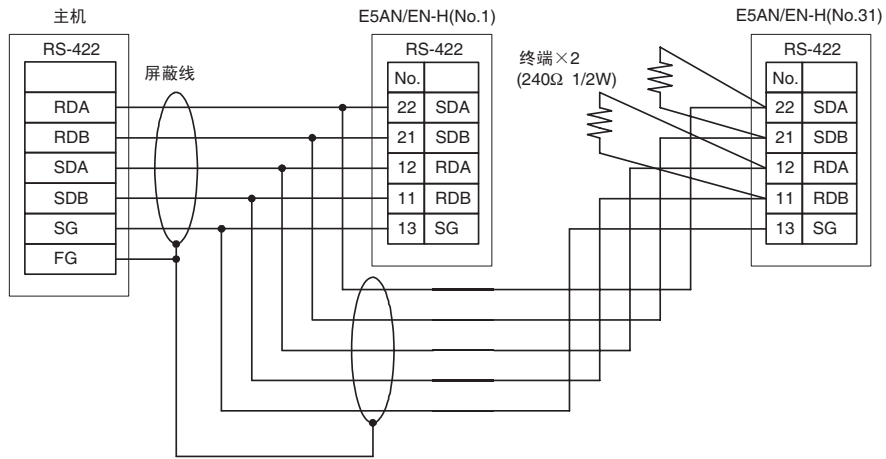 主机
E5AN/EN-H(No.1)
E5AN/EN-H(No.31)
RS-422
RDA
RDB
SDA
SDB
SG
FG
屏蔽线
RS-422
No.
22 SDA
21 SDB
12 RDA
11 RDB
13 SG
终端×2
(240Ω 1/2W)
RS-422
No.
22 SDA
21 SDB
12 RDA
11 RDB
13 SG